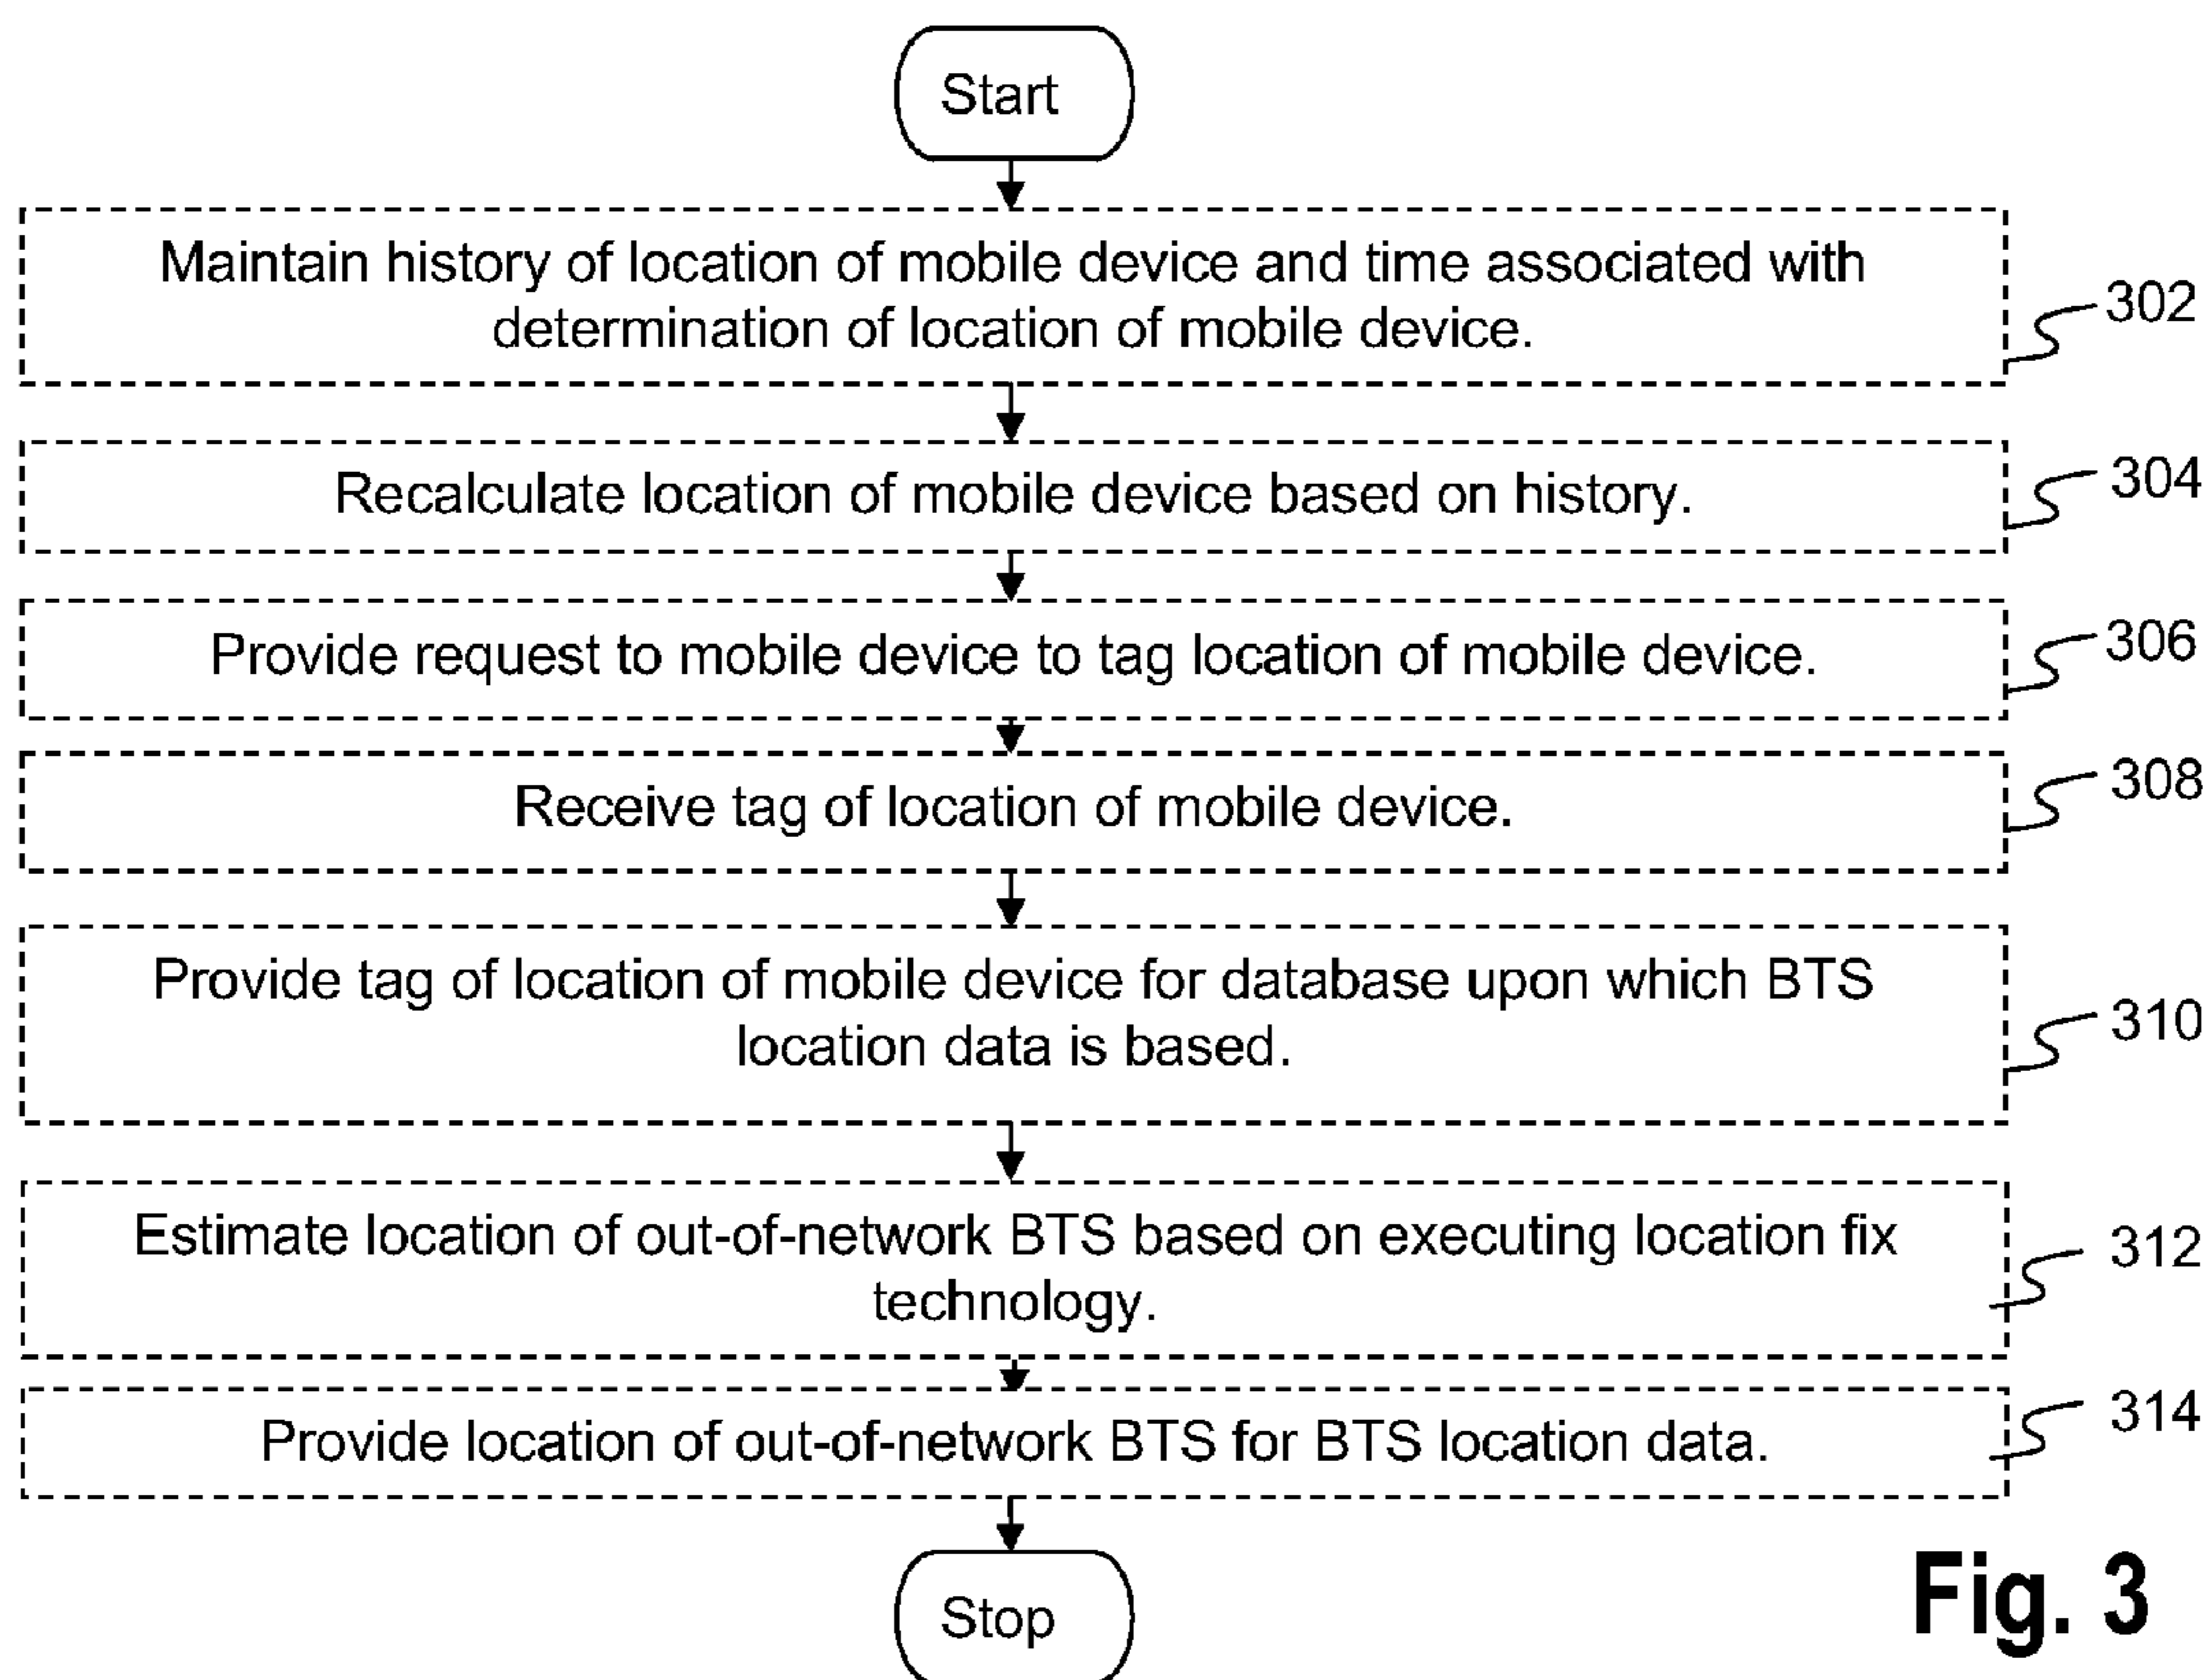 Start
Maintain history of location of mobile device and time associated with
determination of location of mobile device.
302
Recalculate location of mobile device based on history.
304
Provide request to mobile device to tag location of mobile device.
306
Receive tag of location of mobile device.
308
Provide tag of location of mobile device for database upon which BTS
location data is based.
310
Estimate location of out-of-network BTS based on executing location fix
technology.
312
Provide location of out-of-network BTS for BTS location data.
314
Stop
Fig. 3